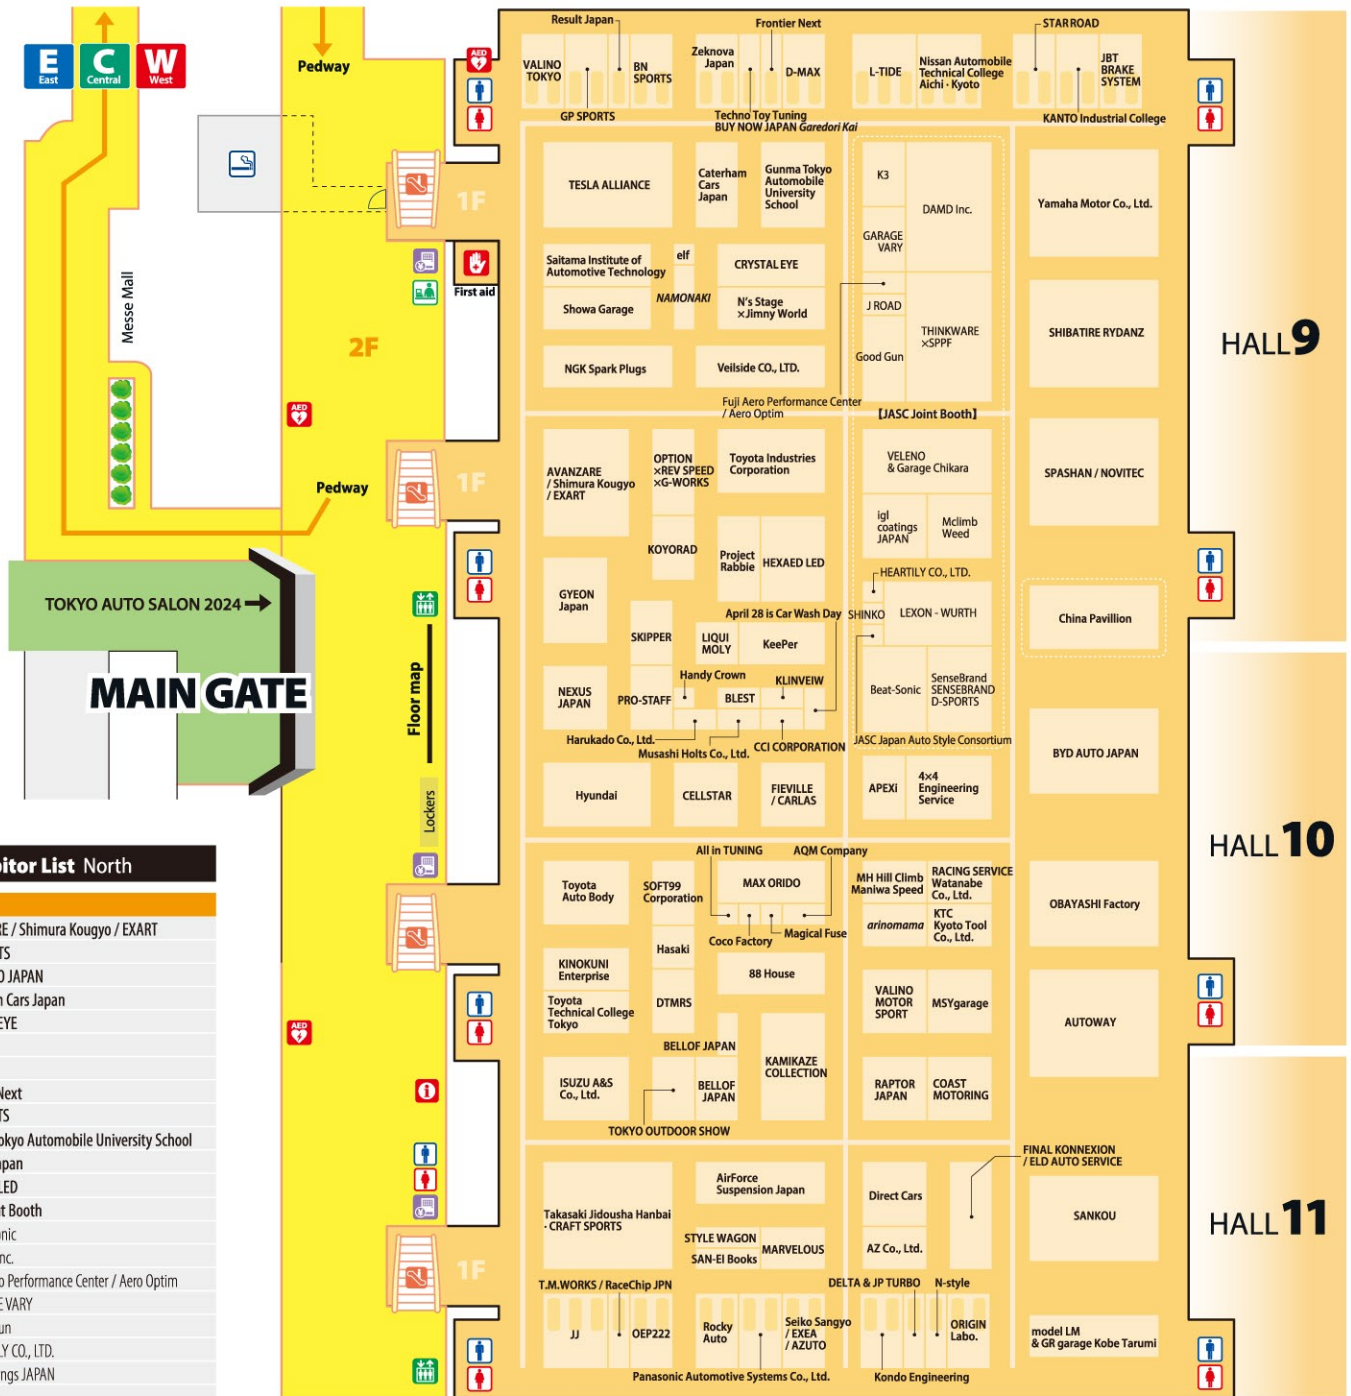 E
East
C
Central
W
West
Pedway
Messe Mall
2F
Pedway
TOKYO AUTO SALON 2024
MAIN GATE
Floor map
Lockers
First aid
AED
AED
AED
1F
1F
1F
Result Japan
Frontier Next
STAR ROAD
VALINO
TOKYO
BN
SPORTS
GP SPORTS
Zeknova
Japan
D-MAX
Techno Toy Tuning
BUY NOW JAPAN Garedori Kai
L-TIDE
Nissan Automobile
Technical College
Aichi · Kyoto
JBT
BRAKE
SYSTEM
KANTO Industrial College
TESLA ALLIANCE
Caterham
Cars
Japan
Gunma Tokyo
Automobile
University
School
K3
DAMD Inc.
GARAGE
VARY
Yamaha Motor Co., Ltd.
Saitama Institute of
Automotive Technology
elf
CRYSTAL EYE
Showa Garage
NAMONAKI
N's Stage
×Jimny World
J ROAD
THINKWARE
×SPPF
Good Gun
SHIBATIRE RYDANZ
HALL 9
NGK Spark Plugs
Veilside CO., LTD.
Fuji Aero Performance Center
/ Aero Optim
【JASC Joint Booth】
AVANZARE
/ Shimura Kougyo
/ EXART
OPTION
×REV SPEED
×G-WORKS
Toyota Industries
Corporation
VELENO
& Garage Chikara
SPASHAN / NOVITEC
KOYORAD
Project
Rabbie
HEXAED LED
igl
coatings
JAPAN
Mclimb
Weed
HEARTILY CO., LTD.
GYEON
Japan
April 28 is Car Wash Day
SHINKO
LEXON - WURTH
China Pavillion
SKIPPER
LIQUI
MOLY
KeePer
Handy Crown
KLINVEIW
NEXUS
JAPAN
PRO-STAFF
BLEST
Beat-Sonic
SenseBrand
SENSEBRAND
D-SPORTS
Harukado Co., Ltd.
Musashi Holts Co., Ltd.
CCI CORPORATION
JASC Japan Auto Style Consortium
BYD AUTO JAPAN
Hyundai
CELLSTAR
FIEVILLE
/ CARLAS
APEXi
4×4
Engineering
Service
HALL 10
All in TUNING
AQM Company
Toyota
Auto Body
SOFT99
Corporation
MAX ORIDO
MH Hill Climb
Maniwa Speed
RACING SERVICE
Watanabe
Co., Ltd.
OBAYASHI Factory
arinomama
KTC
Kyoto Tool
Co., Ltd.
Coco Factory
Magical Fuse
Hasaki
KINOKUNI
Enterprise
88 House
Toyota
Technical College
Tokyo
DTMRS
VALINO
MOTOR
SPORT
MSYgarage
AUTOWAY
BELLOF JAPAN
KAMIKAZE
COLLECTION
ISUZU A&S
Co., Ltd.
BELLOF
JAPAN
RAPTOR
JAPAN
COAST
MOTORING
TOKYO OUTDOOR SHOW
FINAL KONNEXION
/ ELD AUTO SERVICE
AirForce
Suspension Japan
Direct Cars
Takasaki Jidousha Hanbai
· CRAFT SPORTS
SANKOU
HALL 11
STYLE WAGON
SAN-EI Books
MARVELOUS
AZ Co., Ltd.
T.M.WORKS / RaceChip JPN
DELTA & JP TURBO
N-style
JJ
OEP222
Rocky
Auto
Seiko Sangyo
/ EXEA
/ AZUTO
ORIGIN
Labo.
model LM
& GR garage Kobe Tarumi
Panasonic Automotive Systems Co., Ltd.
Kondo Engineering
bitor List North
RE / Shimura Kougyo / EXART
TS
O JAPAN
n Cars Japan
EYE
Next
TS
okyo Automobile University School
apan
LED
t Booth
nic
nc.
o Performance Center / Aero Optim
E VARY
un
LY CO., LTD.
ngs JAPAN